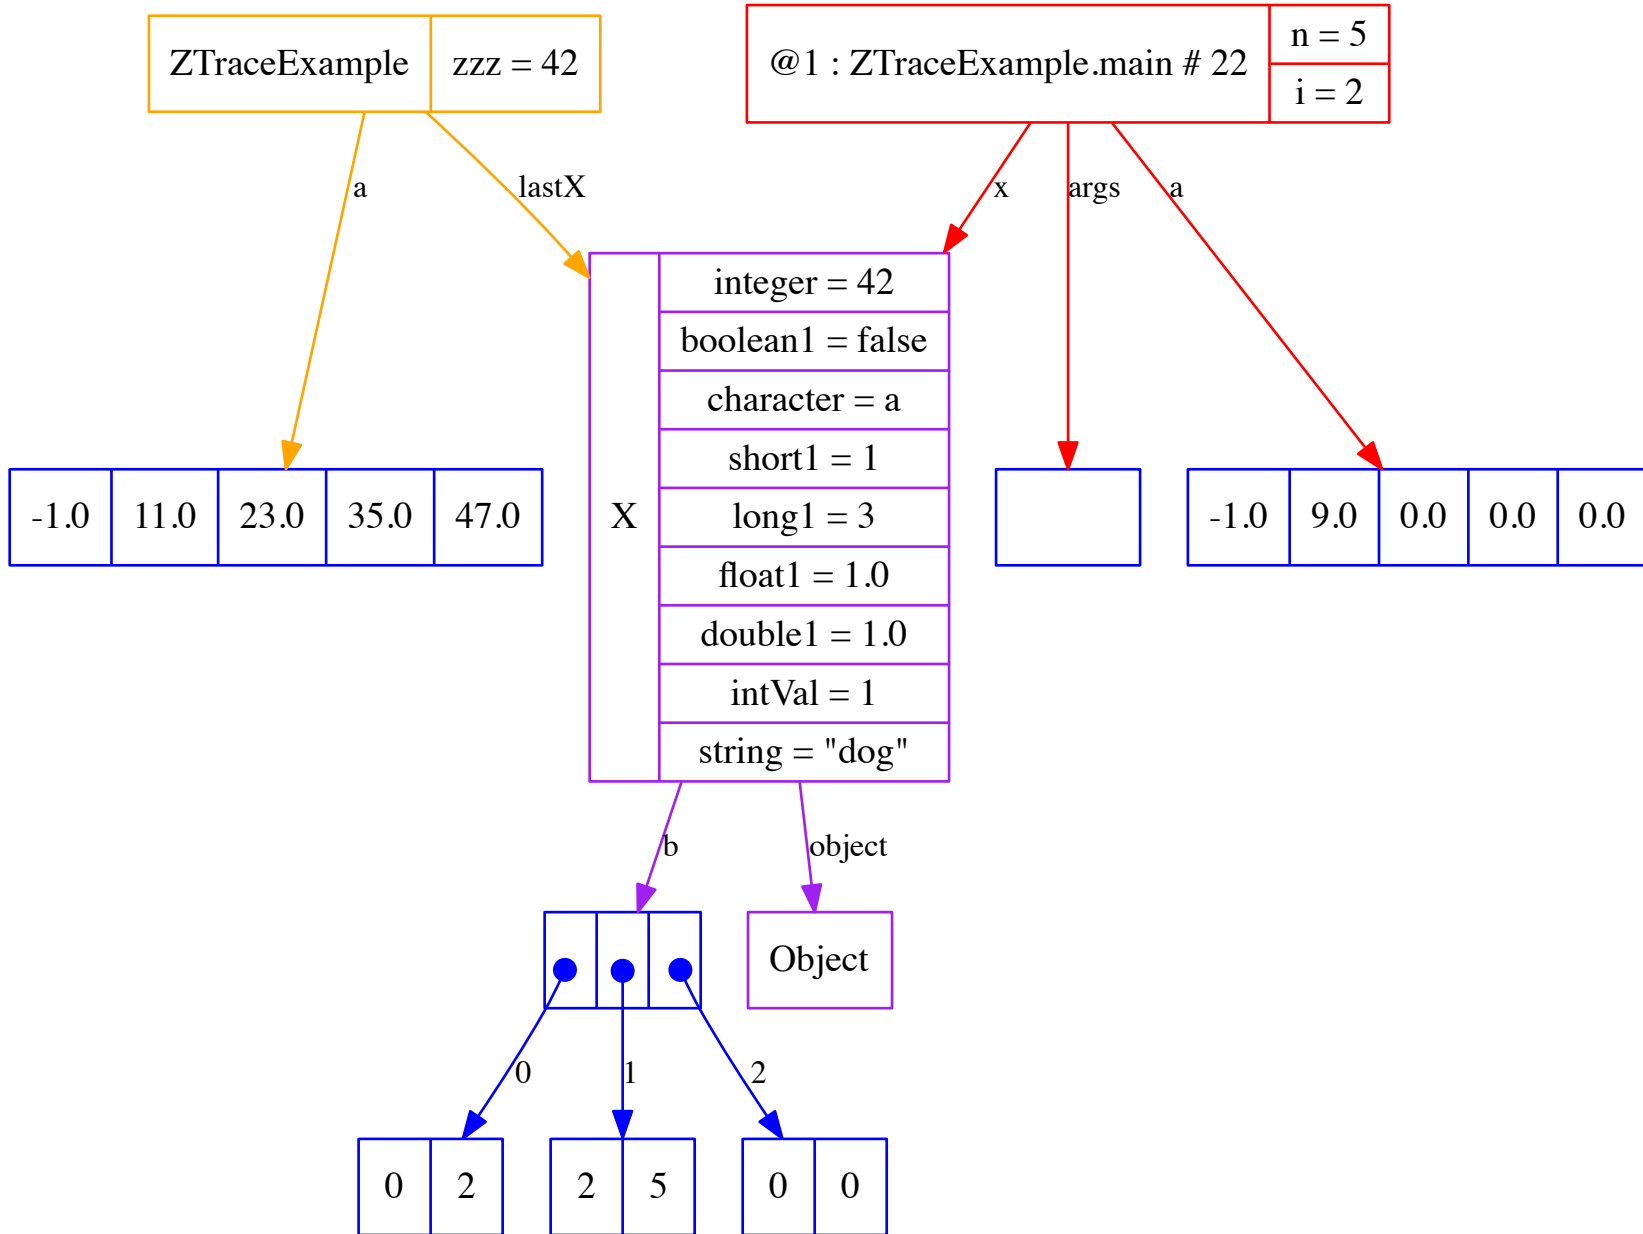 ZTraceExample
zzz = 42
@1 : ZTraceExample.main # 22
n = 5
i = 2
a
lastX
x
args
a
X
integer = 42
boolean1 = false
character = a
short1 = 1
long1 = 3
float1 = 1.0
double1 = 1.0
intVal = 1
string = "dog"
-1.0 11.0 23.0 35.0 47.0
-1.0 9.0 0.0 0.0 0.0
b
object
Object
0
1
2
0 2
2 5
0 0